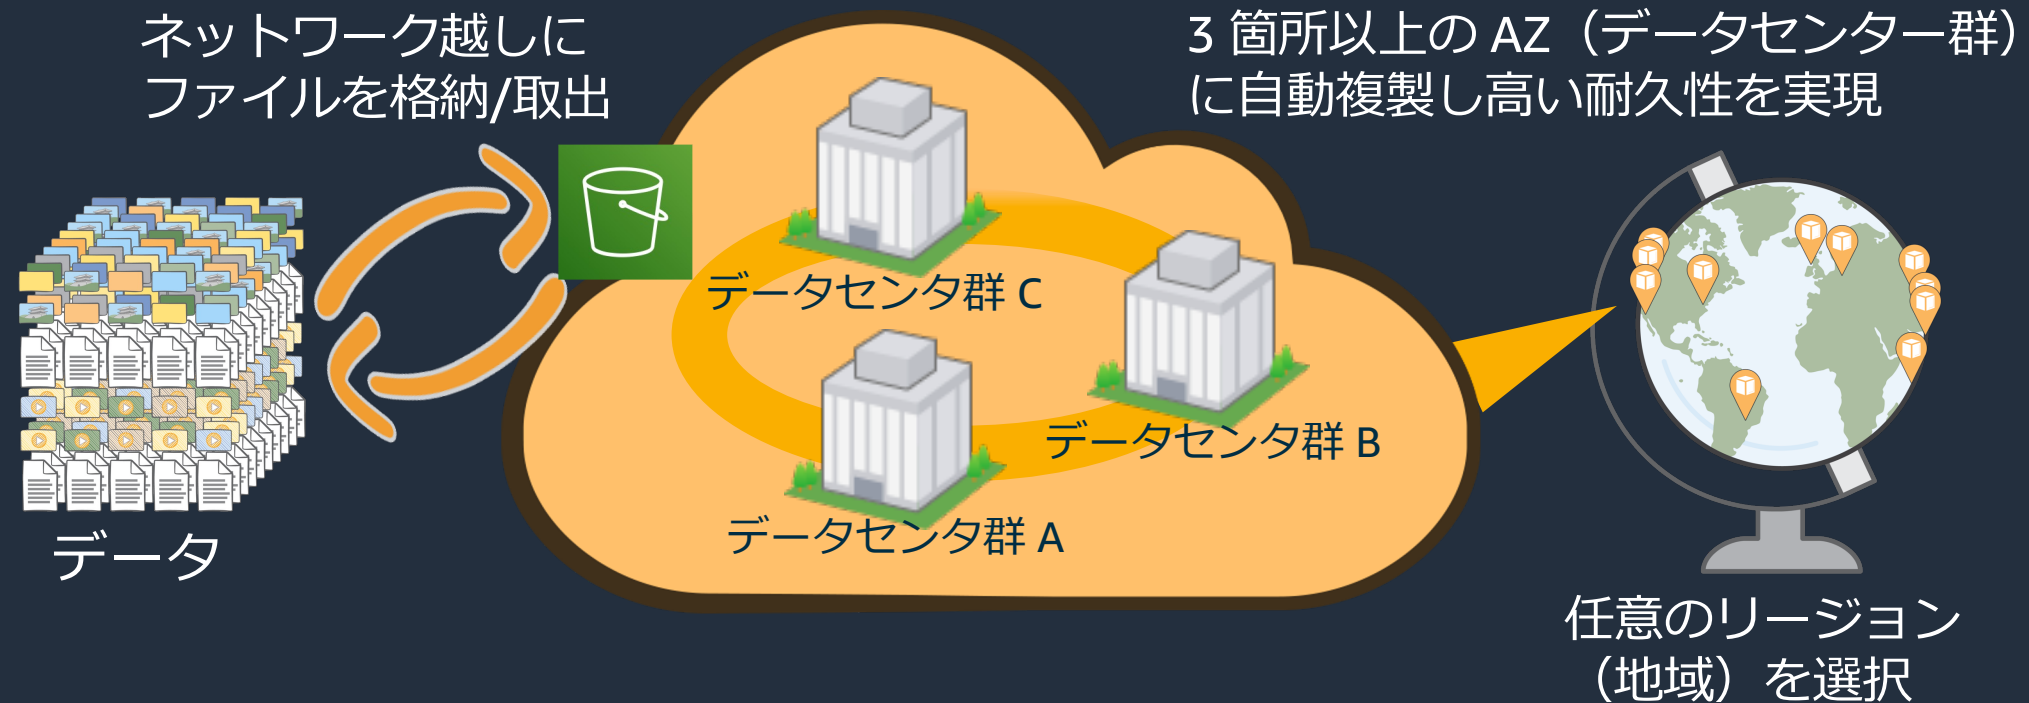 ネットワーク越しに
ファイルを格納/取出
3 箇所以上の AZ（データセンター群）
に自動複製し高い耐久性を実現
データセンタ群 C
データセンタ群 B
データセンタ群 A
データ
任意のリージョン
（地域）を選択